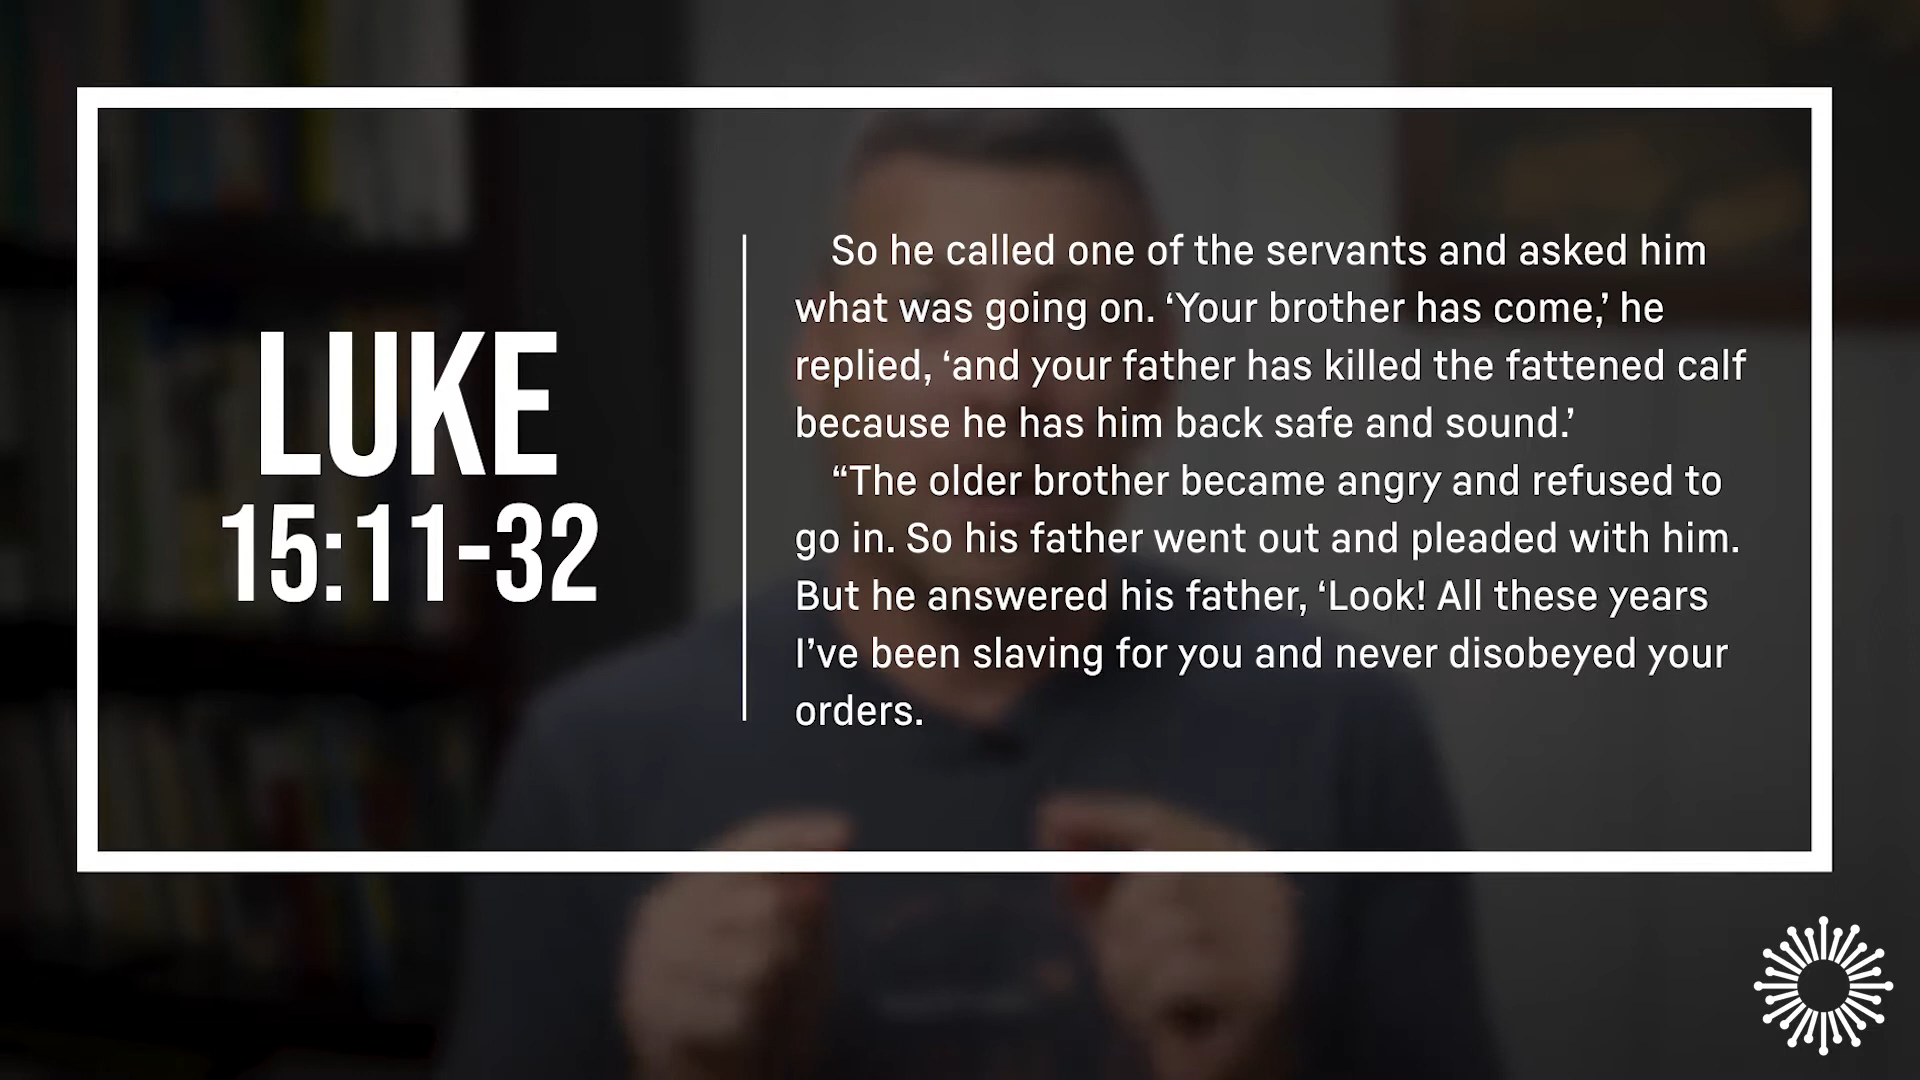 LUKE
15:11-32
So he called one of the servants and asked him
what was going on. ‘Your brother has come,’ he
replied, ‘and your father has killed the fattened calf
because he has him back safe and sound.’
“The older brother became angry and refused to
go in. So his father went out and pleaded with him.
But he answered his father, ‘Look! All these years
I’ve been slaving for you and never disobeyed your
orders.